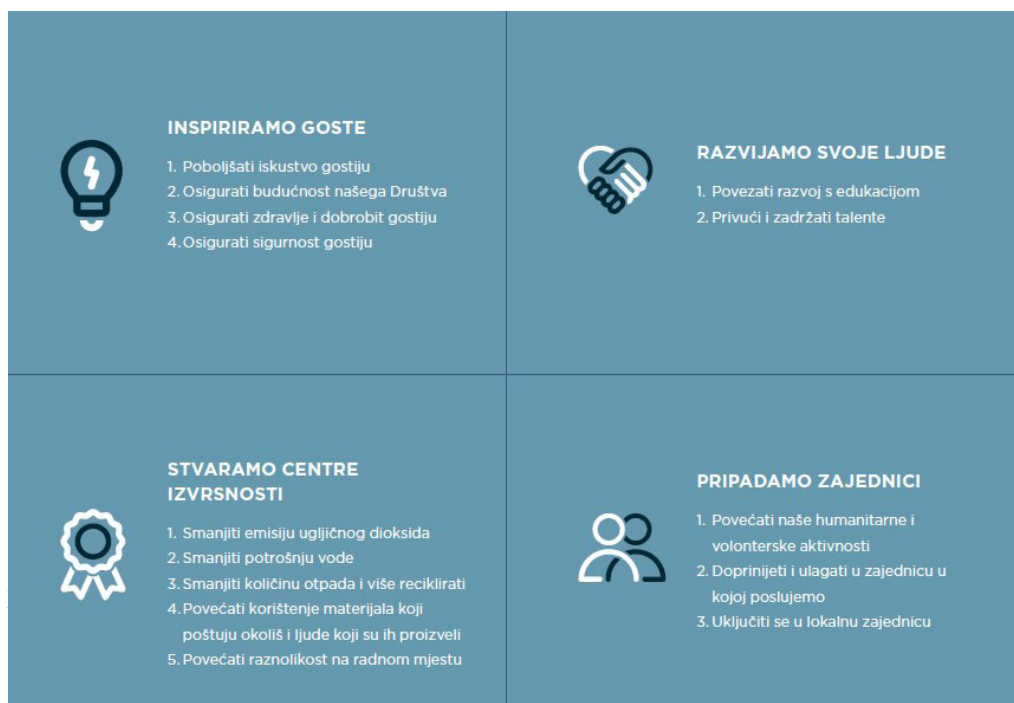 INSPIRIRAMO GOSTE
1. Poboljšati iskustvo gostiju
2. Osigurati budućnost našega Društva
3. Osigurati zdravlje i dobrobit gostiju
4. Osigurati sigurnost gostiju
RAZVIJAMO SVOJE LJUDE
1. Povezati razvoj s edukacijom
2. Privući i zadržati talente
STVARAMO CENTRE
IZVRSNOSTI
1. Smanjiti emisiju ugljičnog dioksida
2. Smanjiti potrošnju vode
3. Smanjiti količinu otpada i više reciklirati
4. Povećati korištenje materijala koji
poštuju okoliš i ljude koji su ih proizveli
5. Povećati raznolikost na radnom mjestu
PRIPADAMO ZAJEDNICI
1. Povećati naše humanitarne i
volonterske aktivnosti
2. Doprinijeti i ulagati u zajednicu u
kojoj poslujemo
3. Uključiti se u lokalnu zajednicu